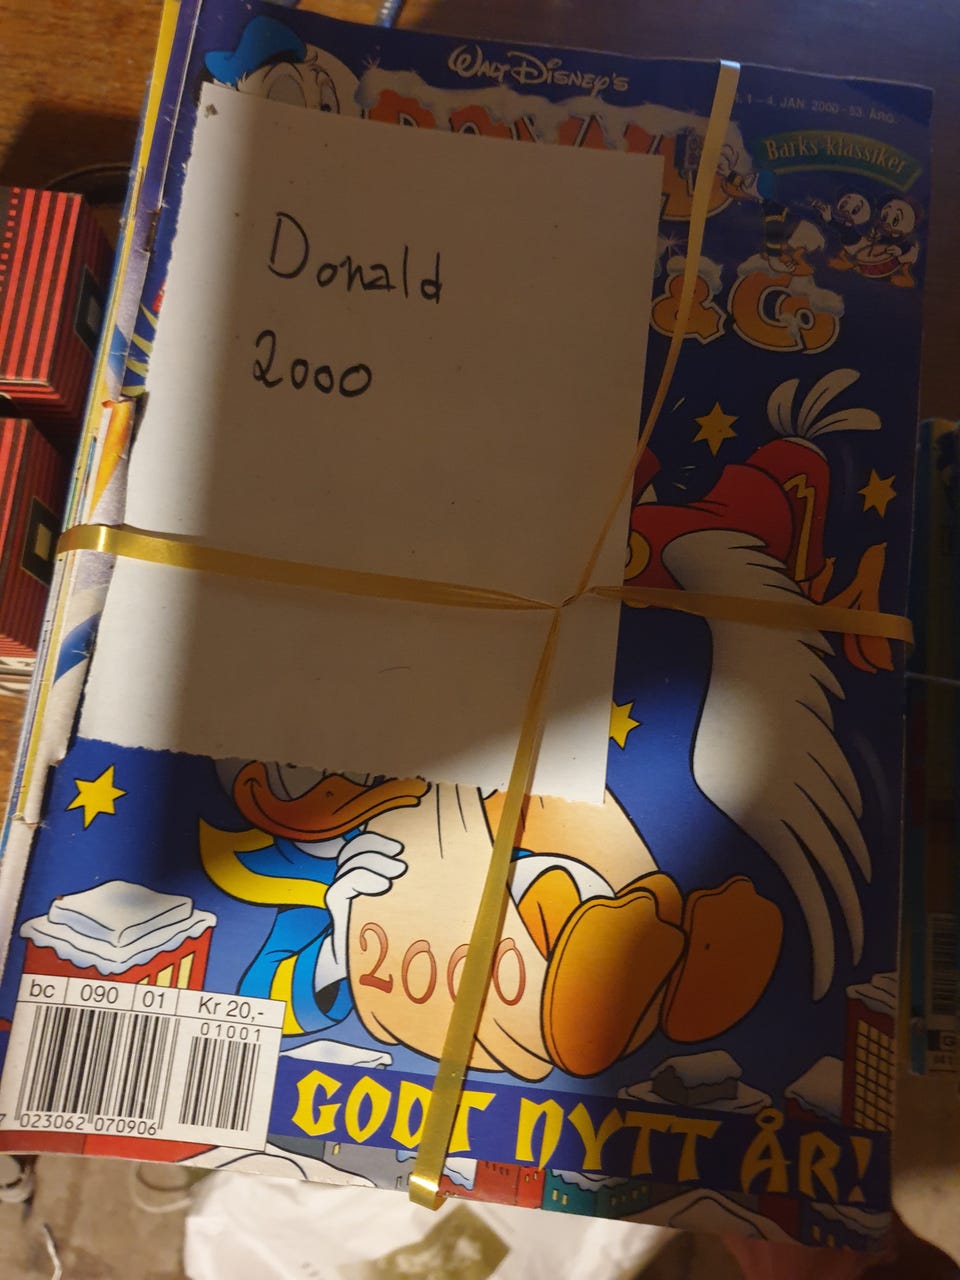 WALT DISNEY'S
1 – 4. JAN. 2000 - 53. ÅRG.
Barks-klassiker
& Co
Donald
2000
2000
bc 090 01 Kr 20,-
01001
7 023062 070906
GODT NYTT ÅR!